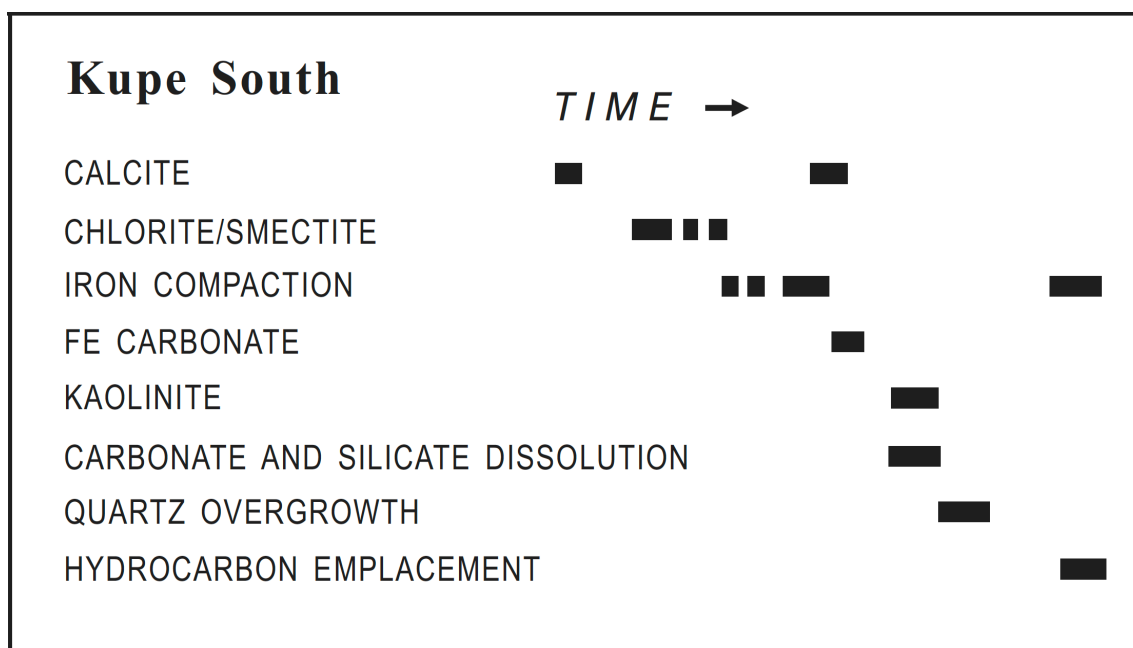 Kupe South
TIME →
CALCITE
CHLORITE/SMECTITE
IRON COMPACTION
FE CARBONATE
KAOLINITE
CARBONATE AND SILICATE DISSOLUTION
QUARTZ OVERGROWTH
HYDROCARBON EMPLACEMENT